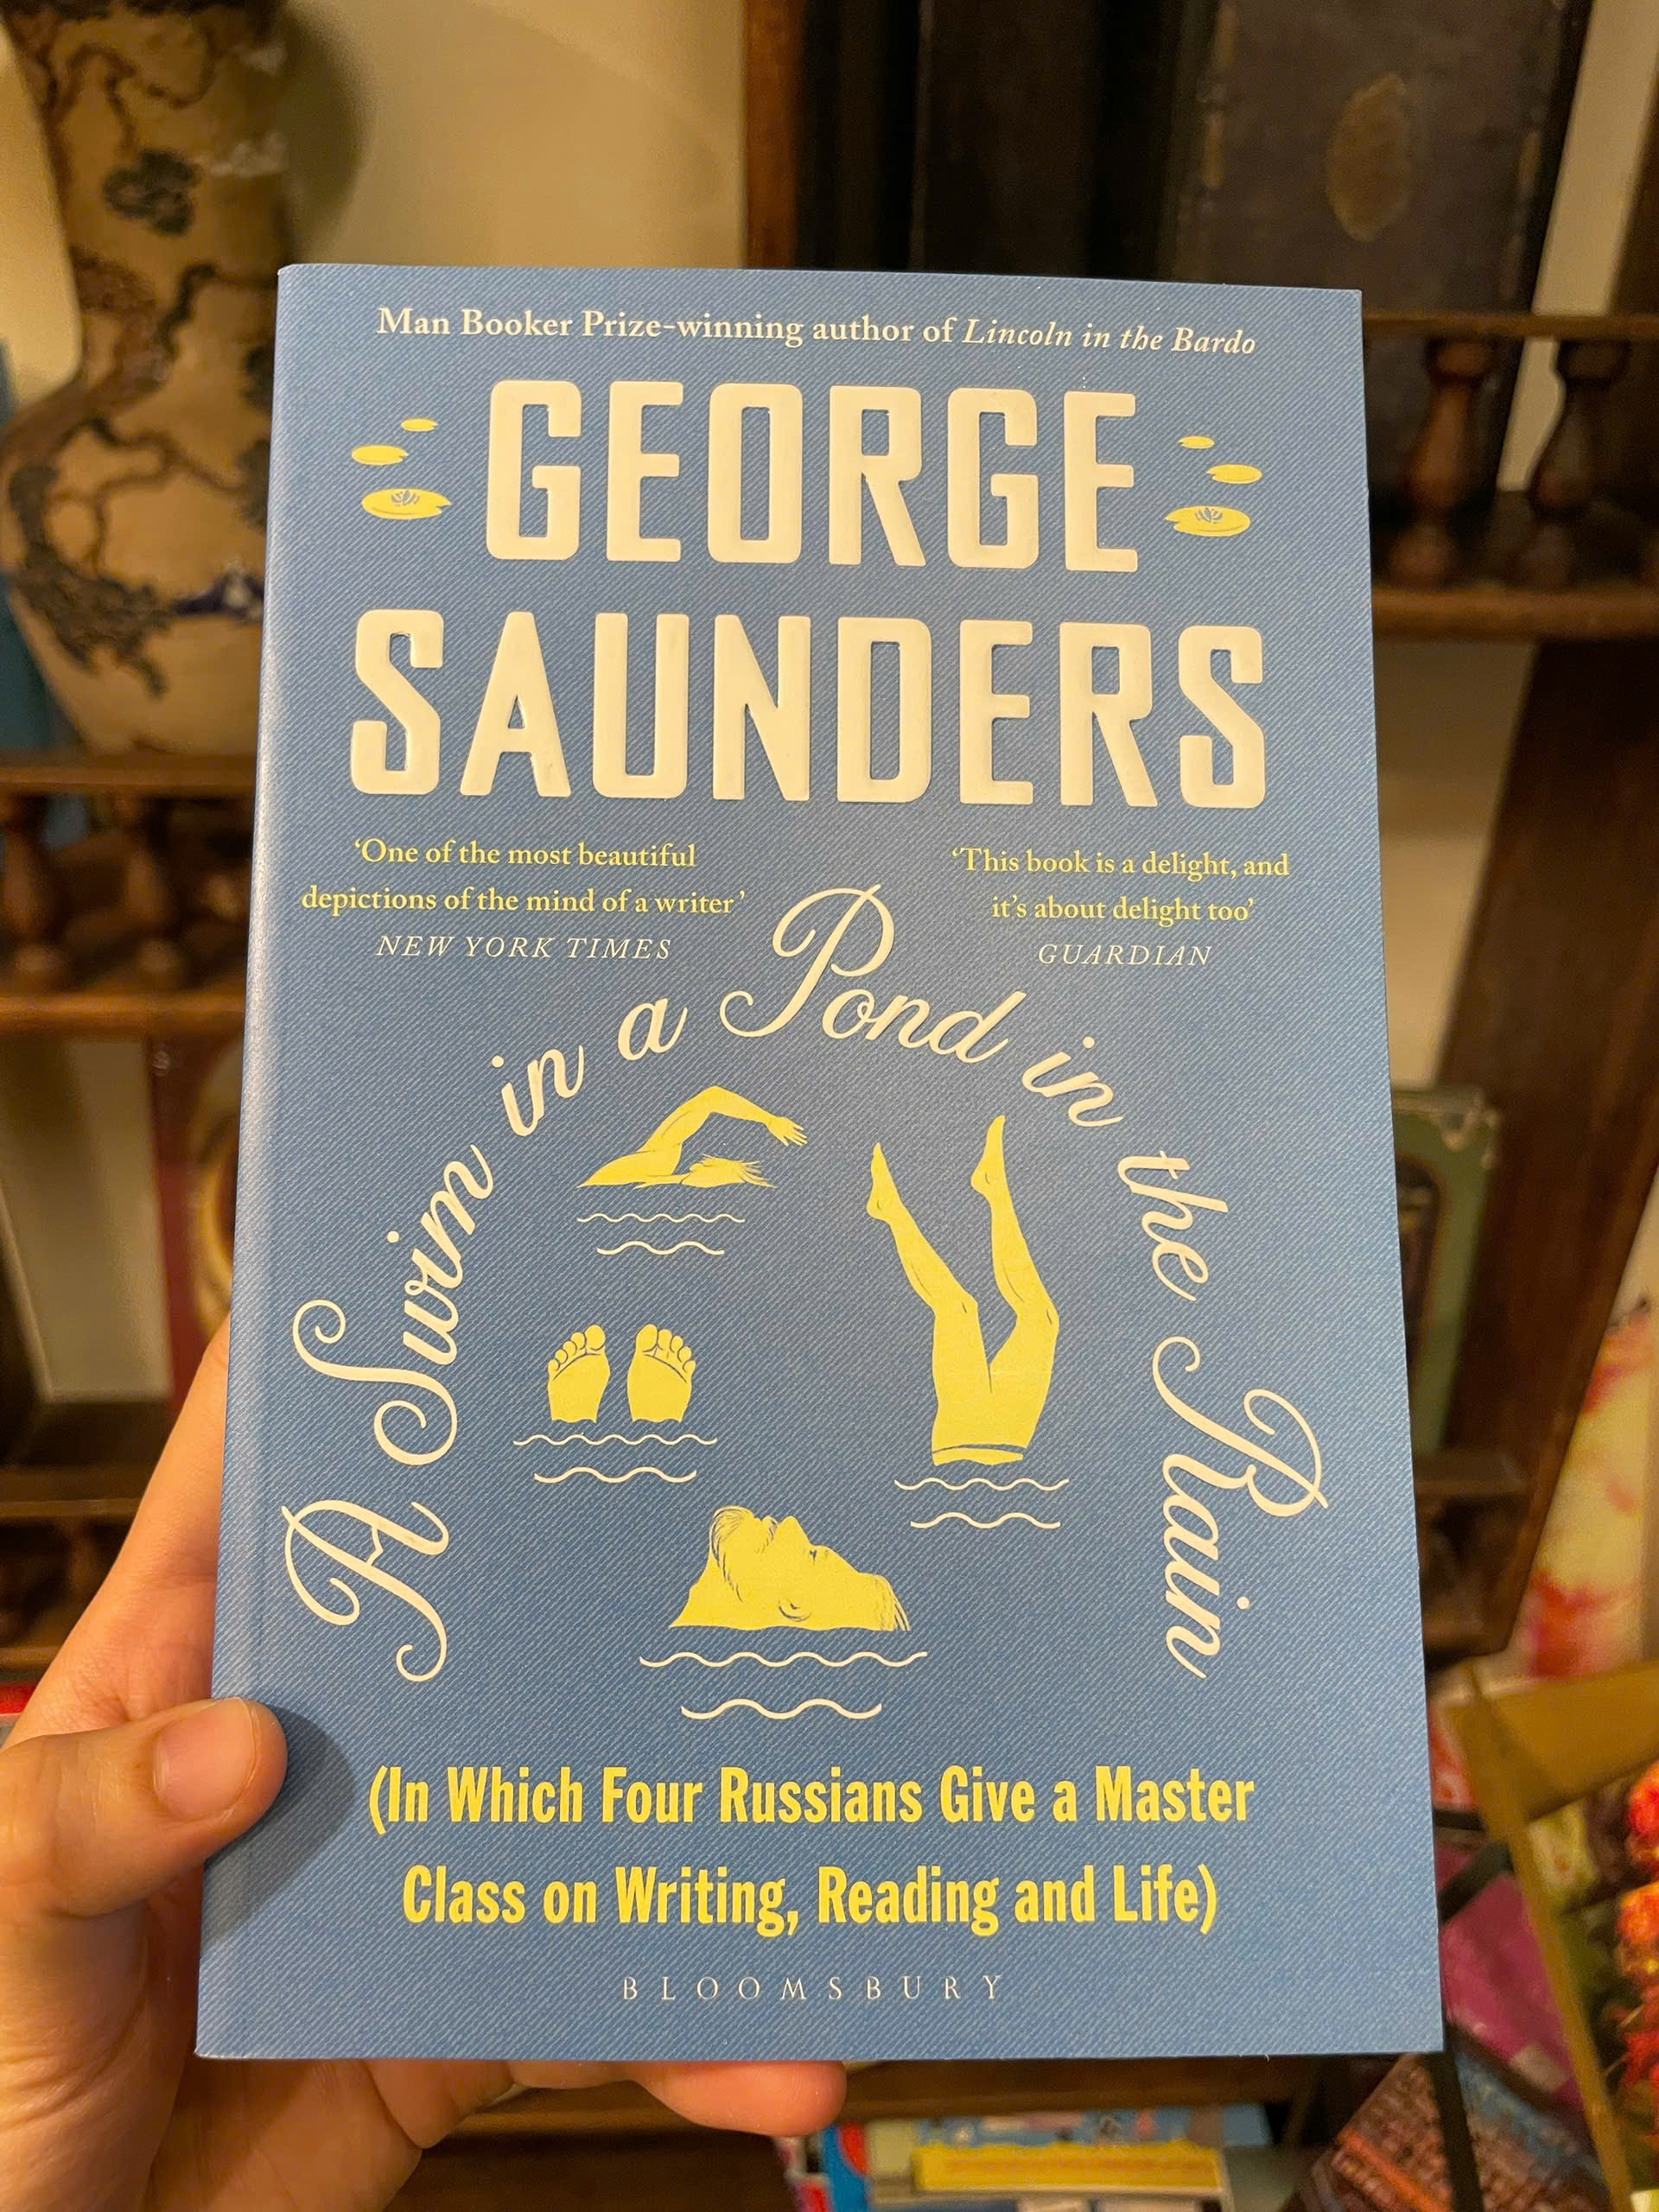 Man Booker Prize-winning author of Lincoln in the Bardo
GEORGE
SAUNDERS
‘One of the most beautiful
depictions of the mind of a writer’
NEW YORK TIMES
‘This book is a delight, and
it’s about delight too’
GUARDIAN
A Swim in a Pond in the Rain
(In Which Four Russians Give a Master
Class on Writing, Reading and Life)
BLOOMSBURY